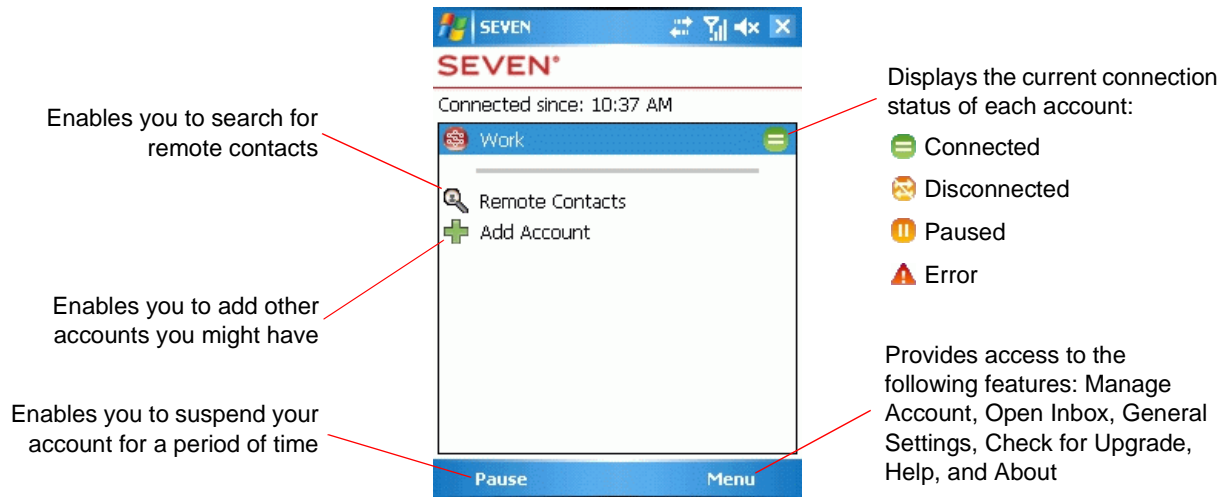 SEVEN
SEVEN®
Connected since: 10:37 AM
Work
Remote Contacts
Add Account
Pause Menu
Enables you to search for
remote contacts
Enables you to add other
accounts you might have
Enables you to suspend your
account for a period of time
Displays the current connection
status of each account:
Connected
Disconnected
Paused
Error
Provides access to the
following features: Manage
Account, Open Inbox, General
Settings, Check for Upgrade,
Help, and About